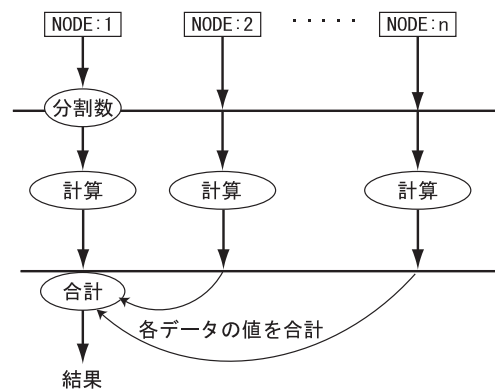 NODE:1 NODE:2 ····· NODE:n
分割数
計算 計算 計算
合計
各データの値を合計
結果